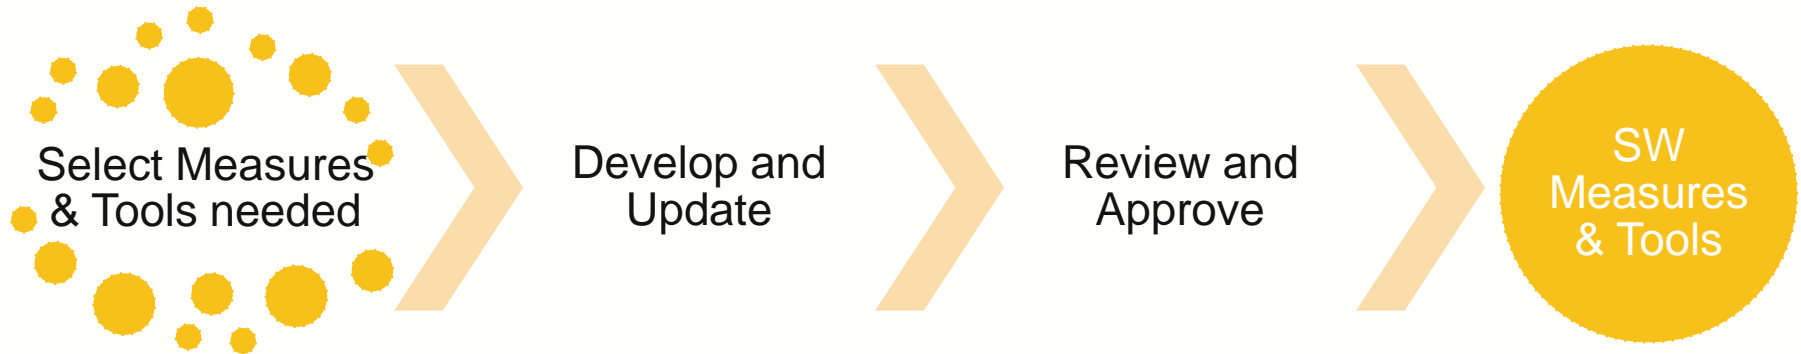 Select Measures
& Tools needed
Develop and
Update
Review and
Approve
SW
Measures
& Tools